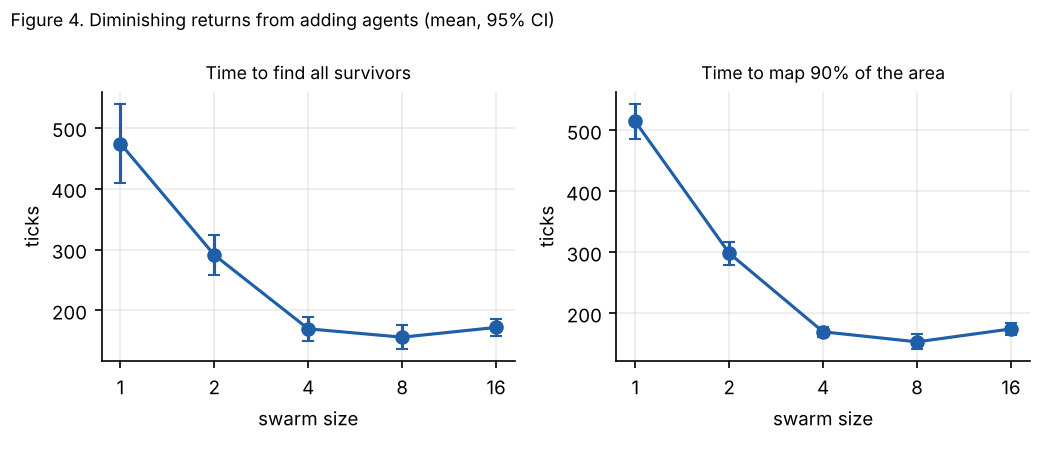 Figure 4. Diminishing returns from adding agents (mean, 95% CI)
Time to find all survivors
500
400
300
200
ticks
1 2 4 8 16
swarm size
Time to map 90% of the area
500
400
300
200
ticks
1 2 4 8 16
swarm size